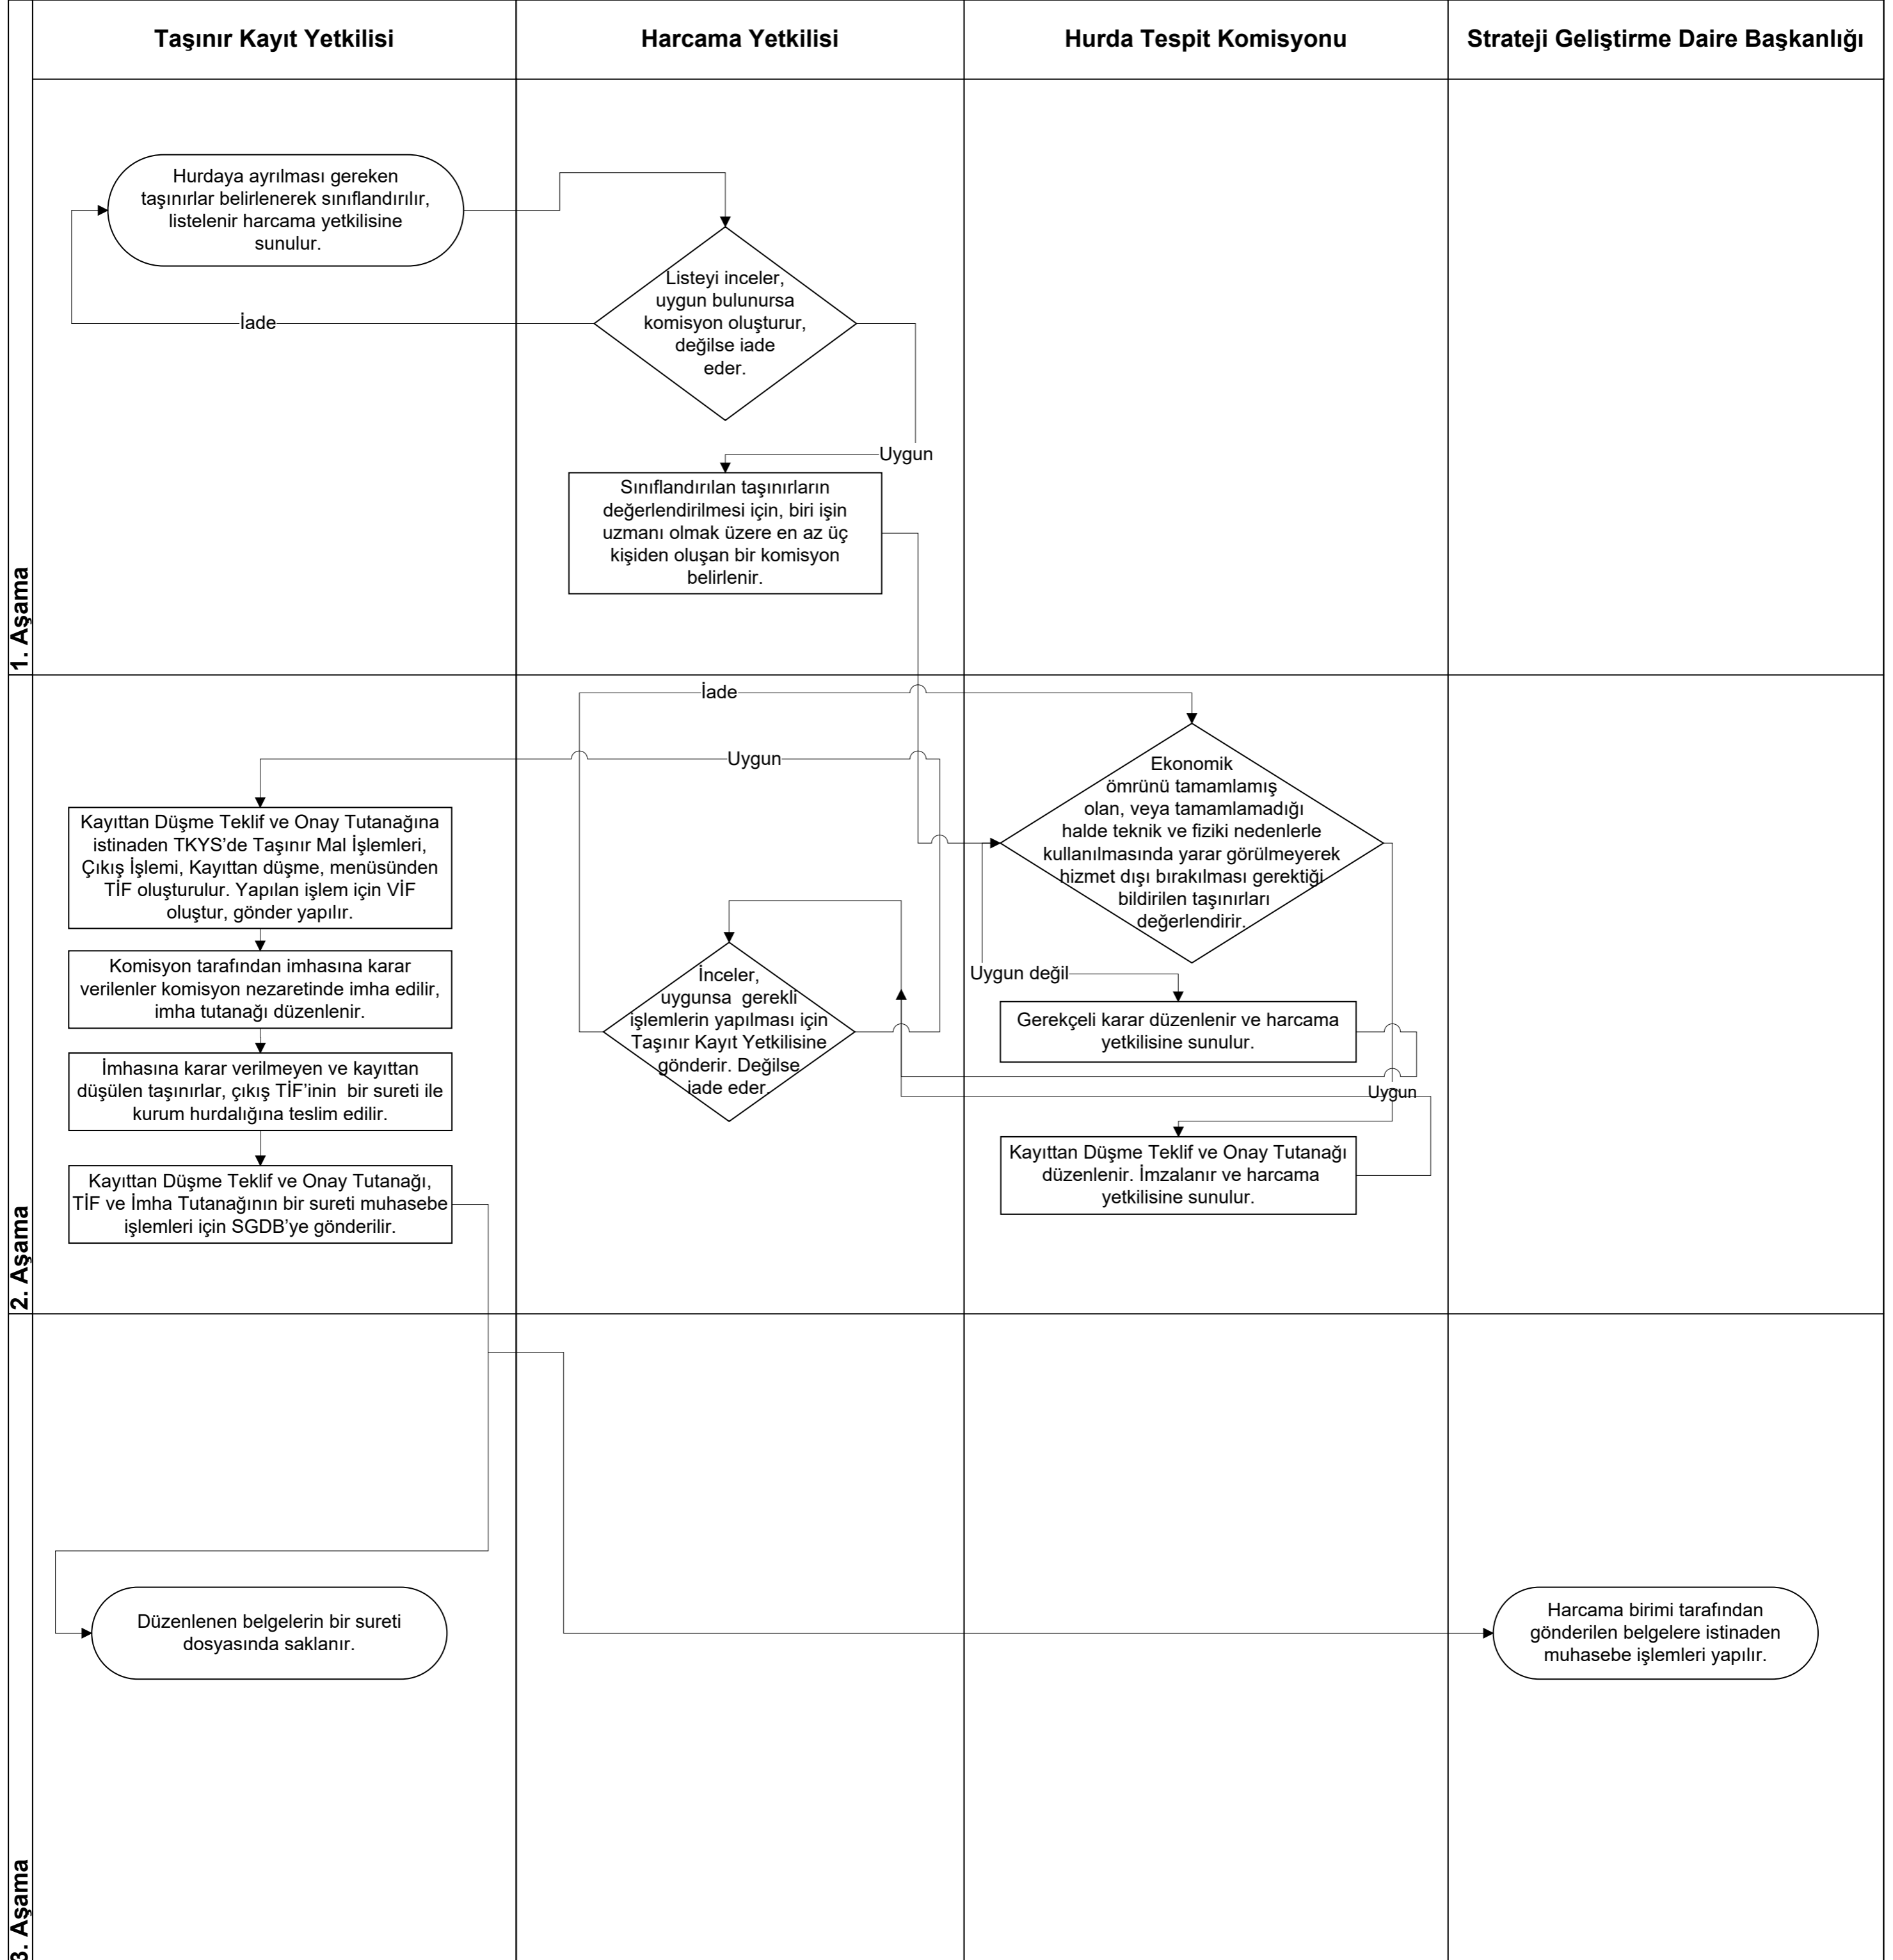 Taşınır Kayıt Yetkilisi
Harcama Yetkilisi
Hurda Tespit Komisyonu
Strateji Geliştirme Daire Başkanlığı
1. Aşama
Hurdaya ayrılması gereken
taşınırlar belirlenerek sınıflandırılır,
listelenir harcama yetkilisine
sunulur.
Listeyi inceler,
uygun bulunursa
komisyon oluşturur,
değilse iade
eder.
İade
Uygun
Sınıflandırılan taşınırların
değerlendirilmesi için, biri işin
uzmanı olmak üzere en az üç
kişiden oluşan bir komisyon
belirlenir.
2. Aşama
İade
Uygun
Ekonomik
ömrünü tamamlamış
olan, veya tamamlamadığı
halde teknik ve fiziki nedenlerle
kullanılmasında yarar görülmeyerek
hizmet dışı bırakılması gerektiği
bildirilen taşınırları
değerlendirir.
Kayıttan Düşme Teklif ve Onay Tutanağına
istinaden TKYS’de Taşınır Mal İşlemleri,
Çıkış İşlemi, Kayıttan düşme, menüsünden
TİF oluşturulur. Yapılan işlem için VİF
oluştur, gönder yapılır.
Komisyon tarafından imhasına karar
verilenler komisyon nezaretinde imha edilir,
imha tutanağı düzenlenir.
İmhasına karar verilmeyen ve kayıttan
düşülen taşınırlar, çıkış TİF’inin  bir sureti ile
kurum hurdalığına teslim edilir.
Kayıttan Düşme Teklif ve Onay Tutanağı,
TİF ve İmha Tutanağının bir sureti muhasebe
işlemleri için SGDB’ye gönderilir.
İnceler,
uygunsa  gerekli
işlemlerin yapılması için
Taşınır Kayıt Yetkilisine
gönderir. Değilse
iade eder.
Uygun değil
Gerekçeli karar düzenlenir ve harcama
yetkilisine sunulur.
Uygun
Kayıttan Düşme Teklif ve Onay Tutanağı
düzenlenir. İmzalanır ve harcama
yetkilisine sunulur.
3. Aşama
Düzenlenen belgelerin bir sureti
dosyasında saklanır.
Harcama birimi tarafından
gönderilen belgelere istinaden
muhasebe işlemleri yapılır.